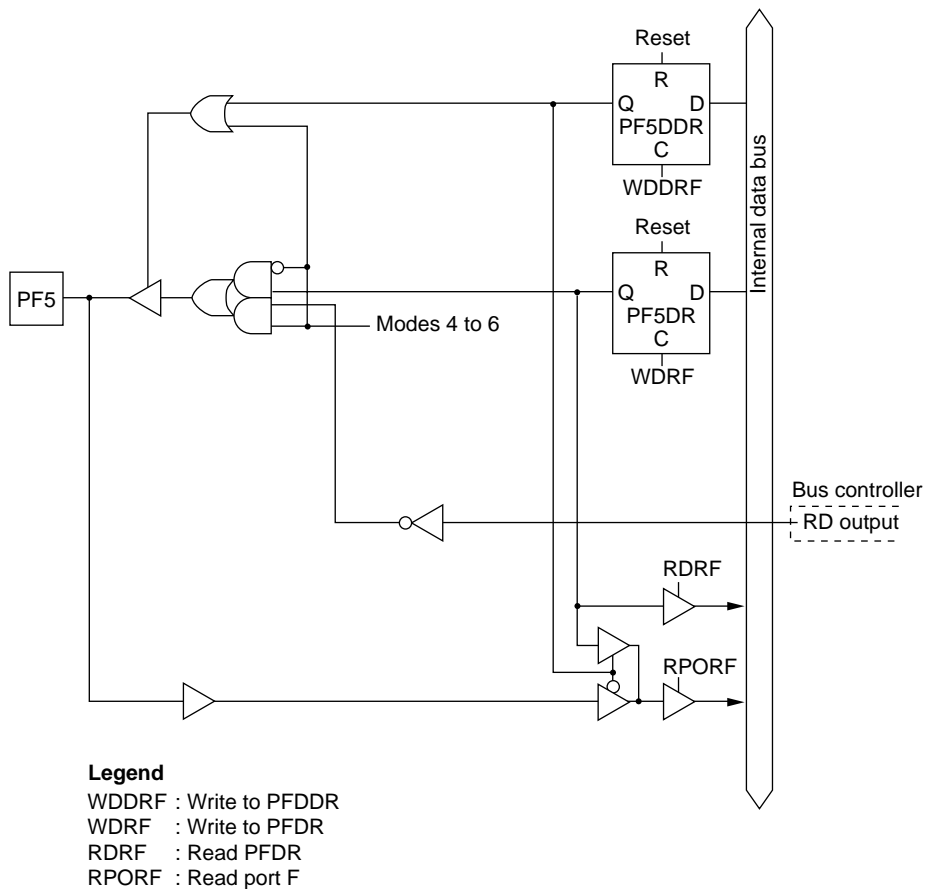 Reset
R
Q D
PF5DDR
C
WDDRF
Internal data bus
Reset
R
Q D
PF5DR
C
WDRF
PF5
Modes 4 to 6
Bus controller
RD output
RDRF
RPORF
Legend
WDDRF : Write to PFDDR
WDRF : Write to PFDR
RDRF : Read PFDR
RPORF : Read port F